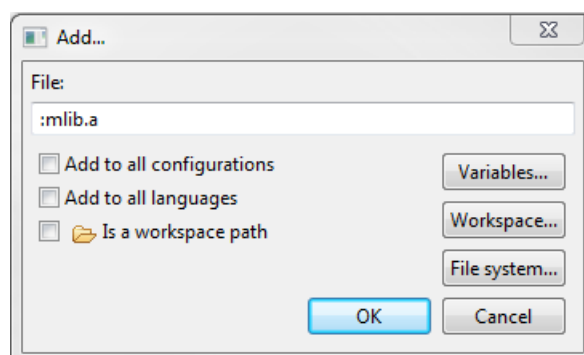 Add...
File:
:mlib.a
Add to all configurations
Variables...
Add to all languages
Workspace...
Is a workspace path
File system...
OK
Cancel